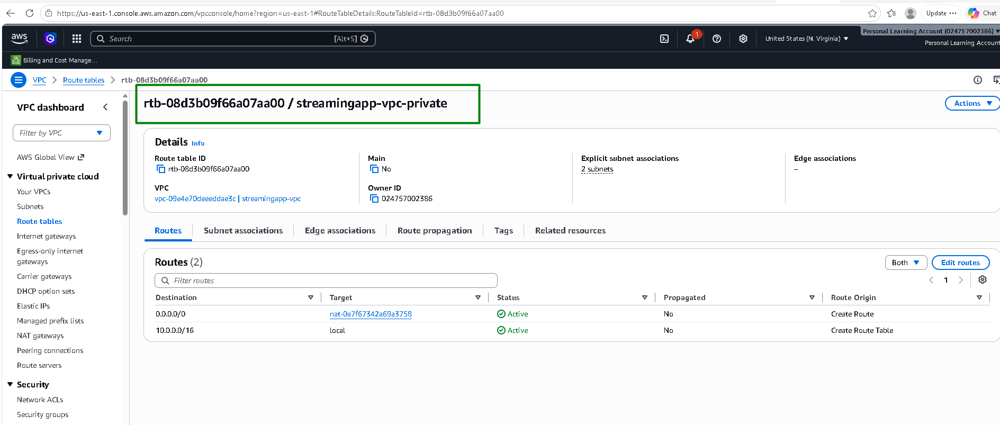 https://us-east-1.console.aws.amazon.com/vpcconsole/home?region=us-east-1#RouteTableDetails:RouteTableId=rtb-08d3b09f66a07aa00
Update
Chat
aws
Search
[Alt+S]
1
United States (N. Virginia)
Personal Learning Account (024757002386)
Personal Learning Account
Billing and Cost Manage...
VPC
Route tables
rtb-08d3b09f66a07aa00
VPC dashboard
Filter by VPC
AWS Global View
Virtual private cloud
Your VPCs
Subnets
Route tables
Internet gateways
Egress-only internet
gateways
Carrier gateways
DHCP option sets
Elastic IPs
Managed prefix lists
NAT gateways
Peering connections
Route servers
Security
Network ACLs
Security groups
rtb-08d3b09f66a07aa00 / streamingapp-vpc-private
Actions
Details Info
Route table ID
rtb-08d3b09f66a07aa00
Main
No
Explicit subnet associations
2 subnets
Edge associations
–
VPC
vpc-09e4e70deeeddae3c | streamingapp-vpc
Owner ID
024757002386
Routes
Subnet associations
Edge associations
Route propagation
Tags
Related resources
Routes (2)
Both
Edit routes
Filter routes
1
Destination Target Status Propagated Route Origin
0.0.0.0/0 nat-0a7f67342a69a3758 Active No Create Route
10.0.0.0/16 local Active No Create Route Table